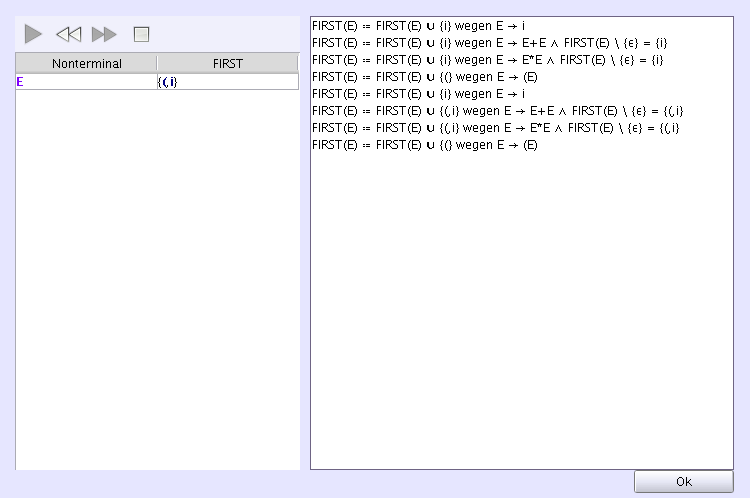 Nonterminal FIRST
E {(,i}
FIRST(E) ≔ FIRST(E) ∪ {i} wegen E → i
FIRST(E) ≔ FIRST(E) ∪ {i} wegen E → E+E ∧ FIRST(E) \ {ϵ} = {i}
FIRST(E) ≔ FIRST(E) ∪ {i} wegen E → E*E ∧ FIRST(E) \ {ϵ} = {i}
FIRST(E) ≔ FIRST(E) ∪ {(} wegen E → (E)
FIRST(E) ≔ FIRST(E) ∪ {i} wegen E → i
FIRST(E) ≔ FIRST(E) ∪ {(,i} wegen E → E+E ∧ FIRST(E) \ {ϵ} = {(,i}
FIRST(E) ≔ FIRST(E) ∪ {(,i} wegen E → E*E ∧ FIRST(E) \ {ϵ} = {(,i}
FIRST(E) ≔ FIRST(E) ∪ {(} wegen E → (E)
Ok